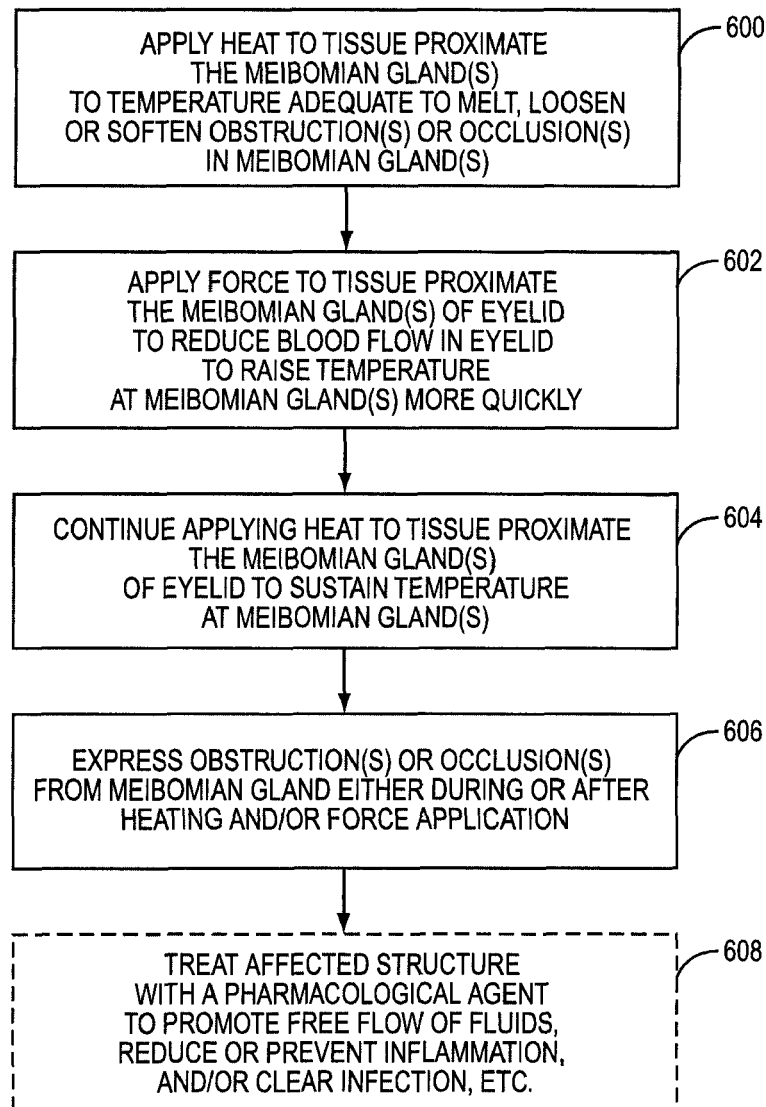 APPLY HEAT TO TISSUE PROXIMATE
THE MEIBOMIAN GLAND(S)
TO TEMPERATURE ADEQUATE TO MELT, LOOSEN
OR SOFTEN OBSTRUCTION(S) OR OCCLUSION(S)
IN MEIBOMIAN GLAND(S)
600
APPLY FORCE TO TISSUE PROXIMATE
THE MEIBOMIAN GLAND(S) OF EYELID
TO REDUCE BLOOD FLOW IN EYELID
TO RAISE TEMPERATURE
AT MEIBOMIAN GLAND(S) MORE QUICKLY
602
CONTINUE APPLYING HEAT TO TISSUE PROXIMATE
THE MEIBOMIAN GLAND(S)
OF EYELID TO SUSTAIN TEMPERATURE
AT MEIBOMIAN GLAND(S)
604
EXPRESS OBSTRUCTION(S) OR OCCLUSION(S)
FROM MEIBOMIAN GLAND EITHER DURING OR AFTER
HEATING AND/OR FORCE APPLICATION
606
TREAT AFFECTED STRUCTURE
WITH A PHARMACOLOGICAL AGENT
TO PROMOTE FREE FLOW OF FLUIDS,
REDUCE OR PREVENT INFLAMMATION,
AND/OR CLEAR INFECTION, ETC.
608